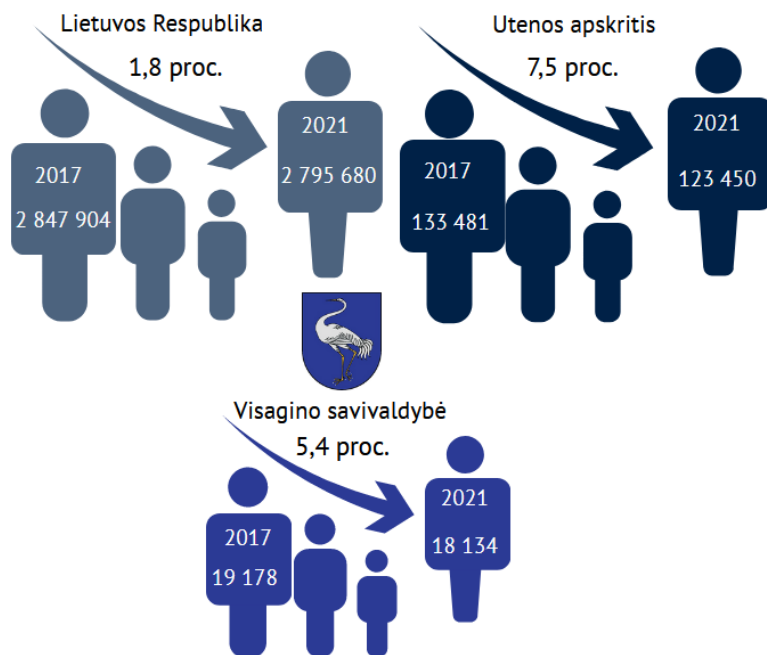 Lietuvos Respublika
1,8 proc.
2017
2 847 904
2021
2 795 680
Utenos apskritis
7,5 proc.
2017
133 481
2021
123 450
Visagino savivaldybė
5,4 proc.
2017
19 178
2021
18 134